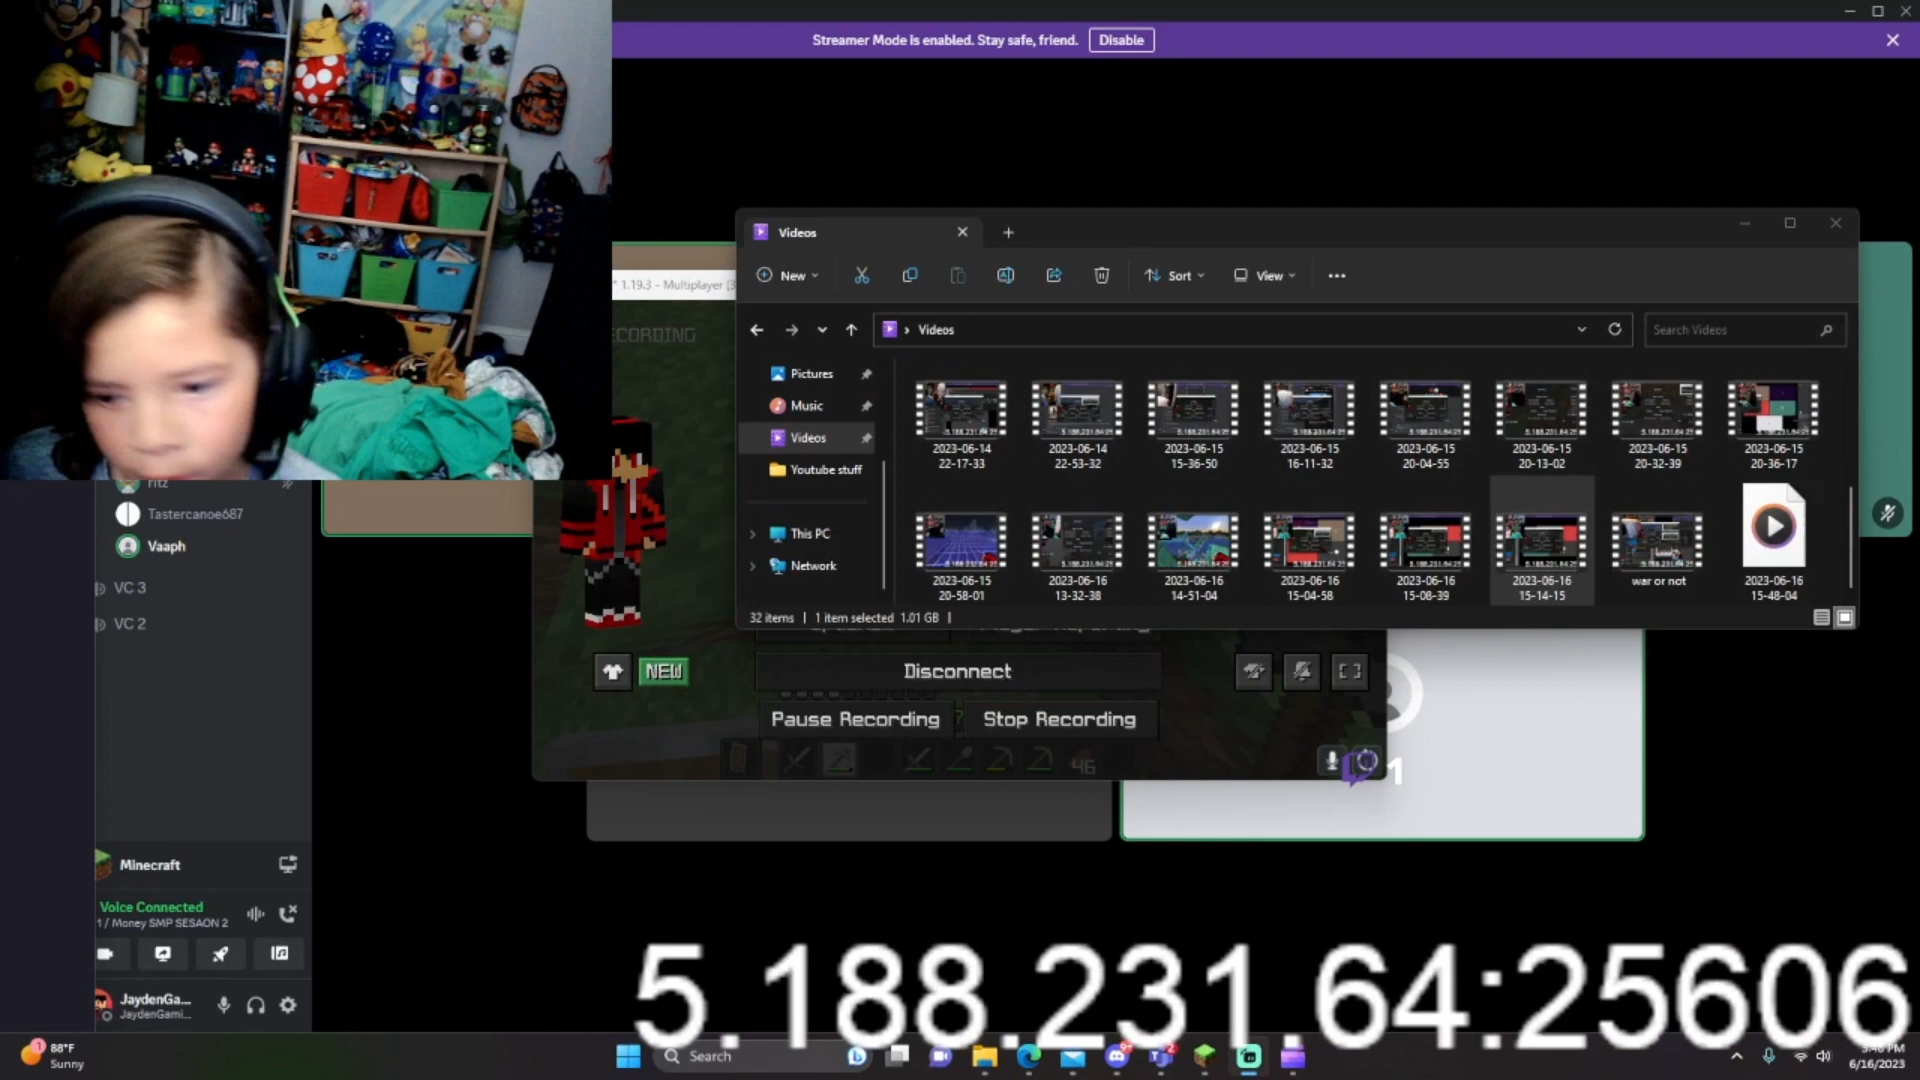 Streamer Mode is enabled. Stay safe, friend. Disable
Videos
New
Sort
View
1.19.3 - Multiplayer (3
CORDING
Videos
Search Videos
Pictures
Music
Videos
Youtube stuff
This PC
Network
2023-06-14 22-17-33
2023-06-14 22-53-32
2023-06-15 15-36-50
2023-06-15 16-11-32
2023-06-15 20-04-55
2023-06-15 20-13-02
2023-06-15 20-32-39
2023-06-15 20-36-17
2023-06-15 20-58-01
2023-06-16 13-32-38
2023-06-16 14-51-04
2023-06-16 15-04-58
2023-06-16 15-08-39
2023-06-16 15-14-15
war or not
2023-06-16 15-48-04
32 items | 1 item selected 1.01 GB |
ritz
Tastercanoe687
Vaaph
VC 3
VC 2
NEW
Disconnect
Pause Recording
Stop Recording
46
1
Minecraft
Voice Connected
1 / Money SMP SESAON 2
JaydenGa...
JaydenGami...
5.188.231.64:25606
88°F
Sunny
Search
6/16/2023